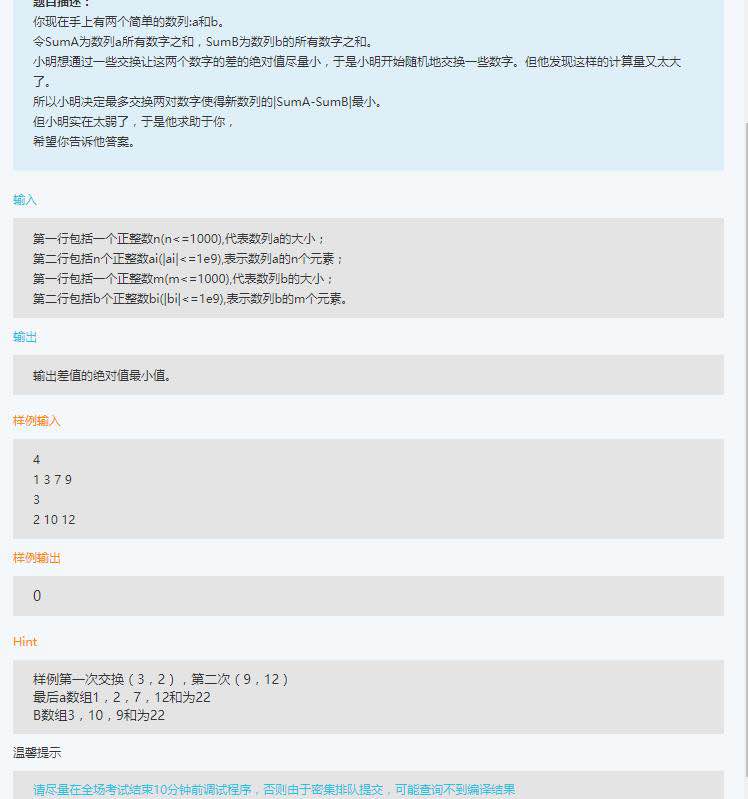 题目描述：
你现在手上有两个简单的数列:a和b。
令SumA为数列a所有数字之和，SumB为数列b的所有数字之和。
小明想通过一些交换让这两个数字的差的绝对值尽量小，于是小明开始随机地交换一些数字。但他发现这样的计算量又太大
了。
所以小明决定最多交换两对数字使得新数列的|SumA-SumB|最小。
但小明实在太弱了，于是他求助于你，
希望你告诉他答案。
输入
第一行包括一个正整数n(n<=1000),代表数列a的大小；
第二行包括n个正整数ai(|ai|<=1e9),表示数列a的n个元素；
第一行包括一个正整数m(m<=1000),代表数列b的大小；
第二行包括b个正整数bi(|bi|<=1e9),表示数列b的m个元素。
输出
输出差值的绝对值最小值。
样例输入
4
1 3 7 9
3
2 10 12
样例输出
0
Hint
样例第一次交换（3，2），第二次（9，12）
最后a数组1，2，7，12和为22
B数组3，10，9和为22
温馨提示
请尽量在全场考试结束10分钟前调试程序，否则由于密集排队提交，可能查询不到编译结果